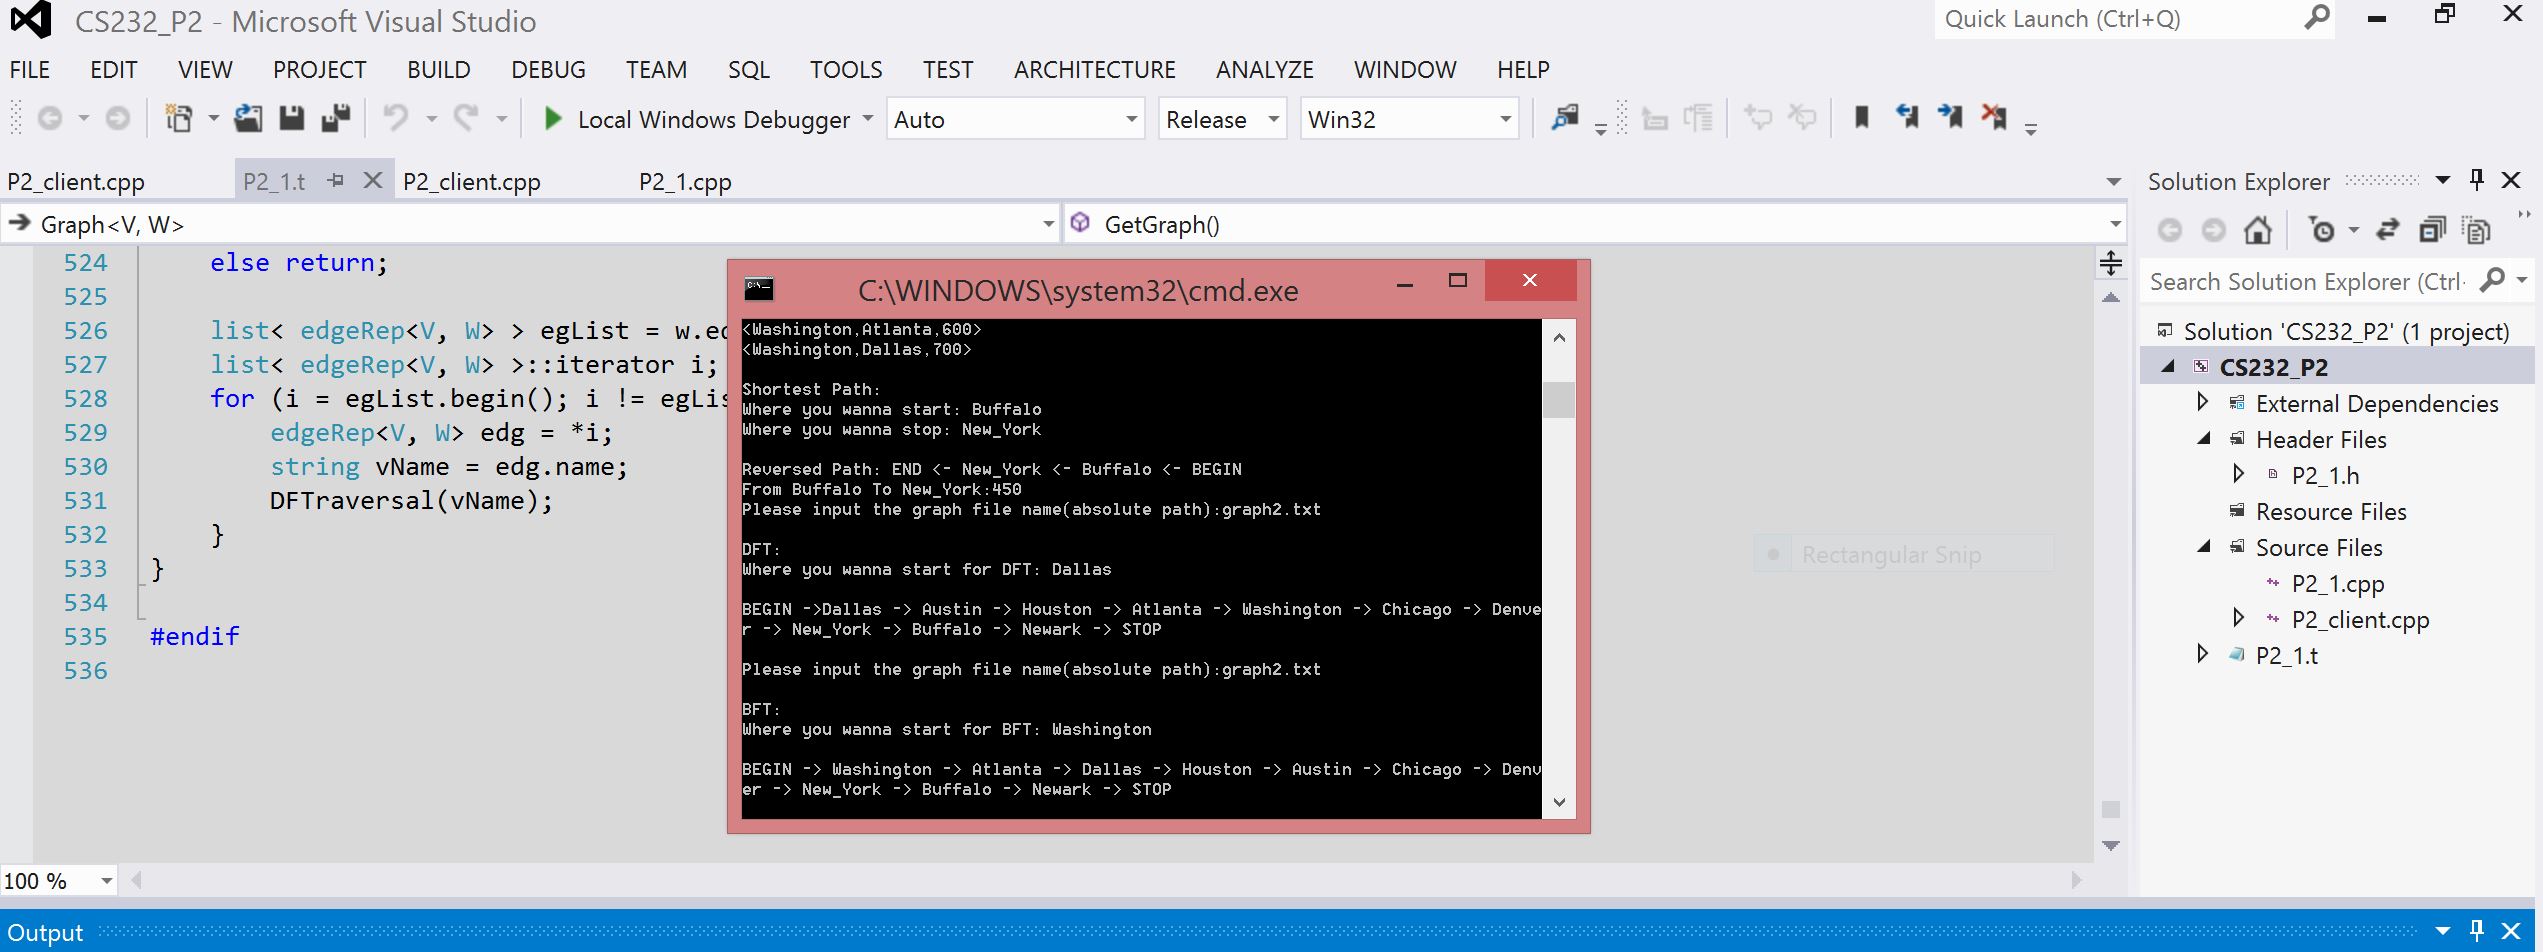 CS232_P2 - Microsoft Visual Studio
Quick Launch (Ctrl+Q)
FILE EDIT VIEW PROJECT BUILD DEBUG TEAM SQL TOOLS TEST ARCHITECTURE ANALYZE WINDOW HELP
Local Windows Debugger Auto Release Win32
P2_client.cpp P2_1.t P2_client.cpp P2_1.cpp
Graph<V, W> GetGraph()
524 else return;
525
526 list< edgeRep<V, W> > egList = w.ed
527 list< edgeRep<V, W> >::iterator i;
528 for (i = egList.begin(); i != egLis
529 edgeRep<V, W> edg = *i;
530 string vName = edg.name;
531 DFTraversal(vName);
532 }
533 }
534
535 #endif
536
100 %
C:\WINDOWS\system32\cmd.exe
<Washington,Atlanta,600>
<Washington,Dallas,700>
Shortest Path:
Where you wanna start: Buffalo
Where you wanna stop: New_York
Reversed Path: END <- New_York <- Buffalo <- BEGIN
From Buffalo To New_York:450
Please input the graph file name(absolute path):graph2.txt
DFT:
Where you wanna start for DFT: Dallas
BEGIN ->Dallas -> Austin -> Houston -> Atlanta -> Washington -> Chicago -> Denve
r -> New_York -> Buffalo -> Newark -> STOP
Please input the graph file name(absolute path):graph2.txt
BFT:
Where you wanna start for BFT: Washington
BEGIN -> Washington -> Atlanta -> Dallas -> Houston -> Austin -> Chicago -> Denv
er -> New_York -> Buffalo -> Newark -> STOP
Rectangular Snip
Solution Explorer
Search Solution Explorer (Ctrl-
Solution 'CS232_P2' (1 project)
CS232_P2
External Dependencies
Header Files
P2_1.h
Resource Files
Source Files
P2_1.cpp
P2_client.cpp
P2_1.t
Output